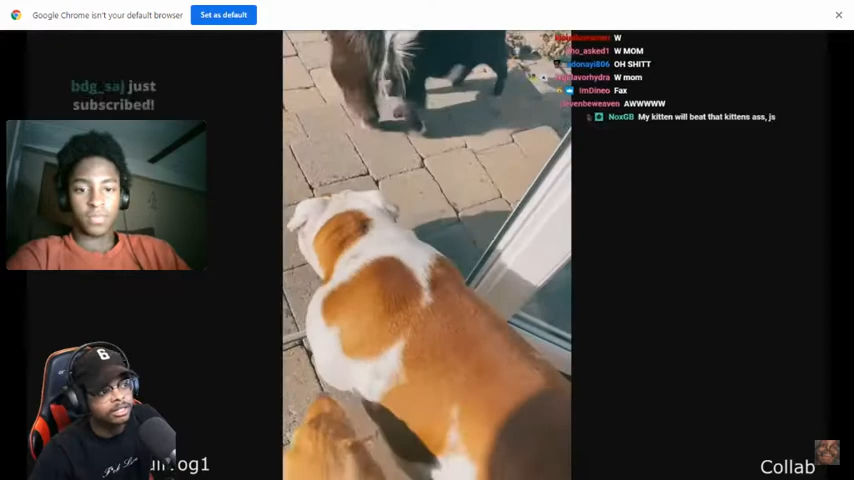 Google Chrome isn't your default browser
Set as default
W
W MOM
OH SHITT
W mom
ImDineo Fax
AWWWWW
NoxGB My kitten will beat that kittens ass, js
bdg_saj just
subscribed!
6
Collab